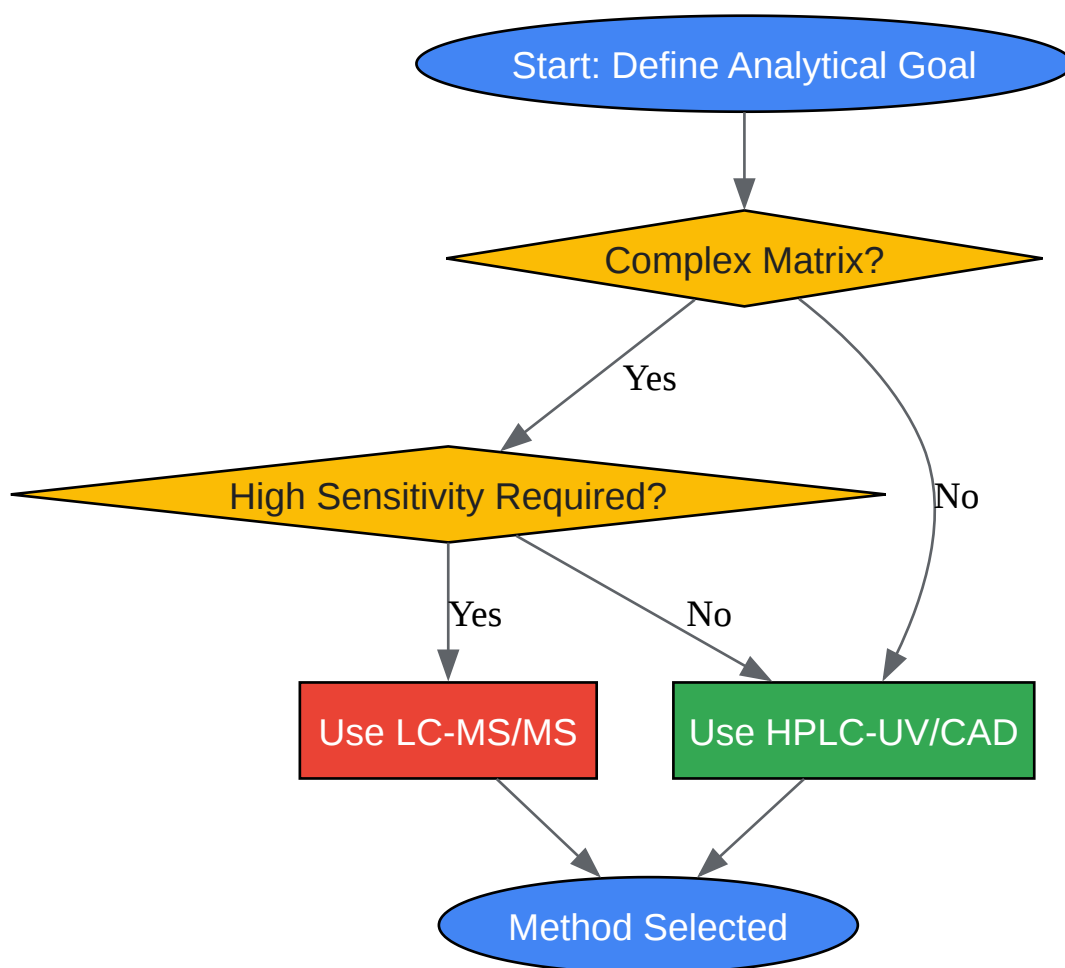 Start: Define Analytical Goal
Complex Matrix?
Yes
High Sensitivity Required?
No
Yes
No
Use LC-MS/MS
Use HPLC-UV/CAD
Method Selected